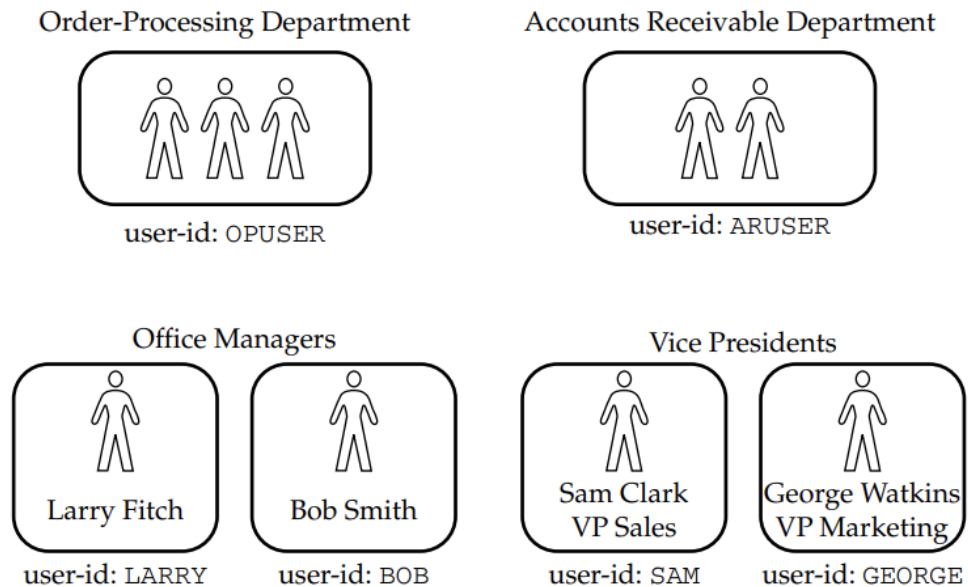 Order-Processing Department
Accounts Receivable Department
user-id: OPUSER
user-id: ARUSER
Office Managers
Vice Presidents
Larry Fitch
Bob Smith
Sam Clark
VP Sales
George Watkins
VP Marketing
user-id: LARRY
user-id: BOB
user-id: SAM
user-id: GEORGE